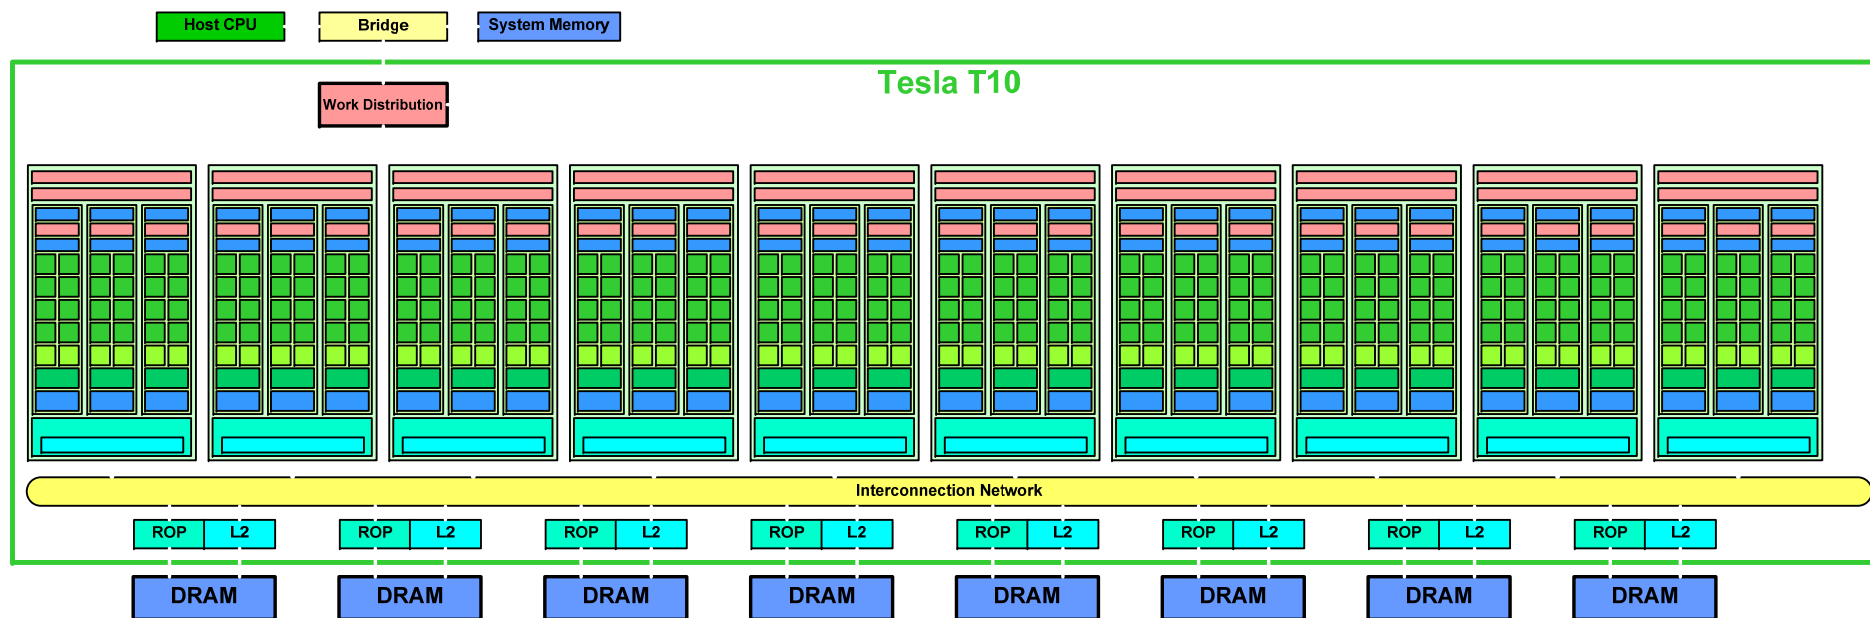 Host CPU
Bridge
System Memory
Tesla T10
Work Distribution
Interconnection Network
ROP L2 ROP L2 ROP L2 ROP L2 ROP L2 ROP L2 ROP L2 ROP L2
DRAM DRAM DRAM DRAM DRAM DRAM DRAM DRAM